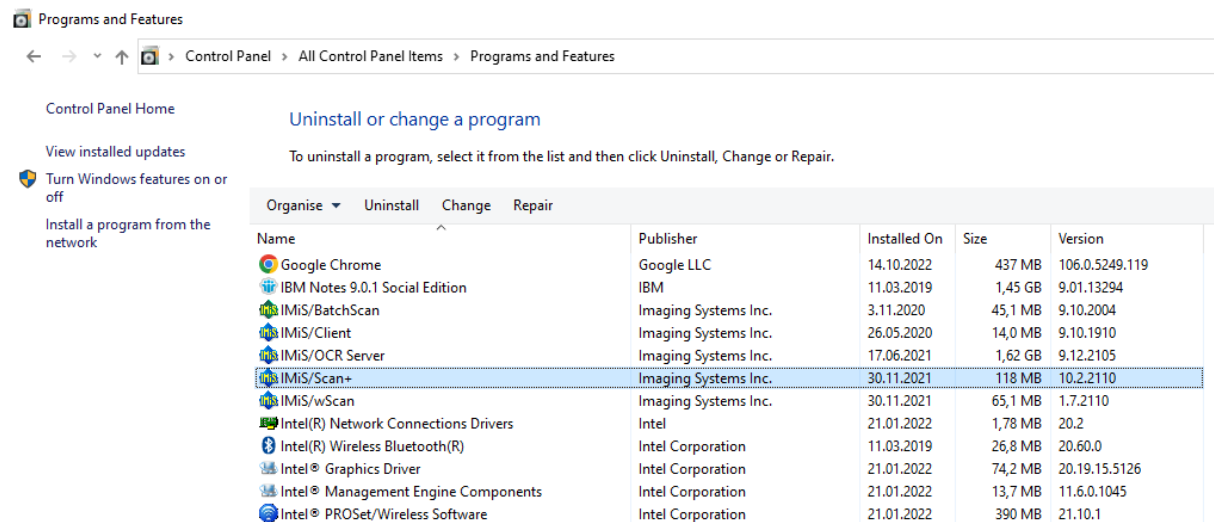 Programs and Features
Control Panel > All Control Panel Items > Programs and Features
Control Panel Home
View installed updates
Turn Windows features on or
off
Install a program from the
network
Uninstall or change a program
To uninstall a program, select it from the list and then click Uninstall, Change or Repair.
Organise Uninstall Change Repair
Name Publisher Installed On Size Version
Google Chrome Google LLC 14.10.2022 437 MB 106.0.5249.119
IBM Notes 9.0.1 Social Edition IBM 11.03.2019 1,45 GB 9.01.13294
IMiS/BatchScan Imaging Systems Inc. 3.11.2020 45,1 MB 9.10.2004
IMiS/Client Imaging Systems Inc. 26.05.2020 14,0 MB 9.10.1910
IMiS/OCR Server Imaging Systems Inc. 17.06.2021 1,62 GB 9.12.2105
IMiS/Scan+ Imaging Systems Inc. 30.11.2021 118 MB 10.2.2110
IMiS/wScan Imaging Systems Inc. 30.11.2021 65,1 MB 1.7.2110
Intel(R) Network Connections Drivers Intel 21.01.2022 1,78 MB 20.2
Intel(R) Wireless Bluetooth(R) Intel Corporation 11.03.2019 26,8 MB 20.60.0
Intel® Graphics Driver Intel Corporation 21.01.2022 74,2 MB 20.19.15.5126
Intel® Management Engine Components Intel Corporation 21.01.2022 13,7 MB 11.6.0.1045
Intel® PROSet/Wireless Software Intel Corporation 21.01.2022 390 MB 21.10.1